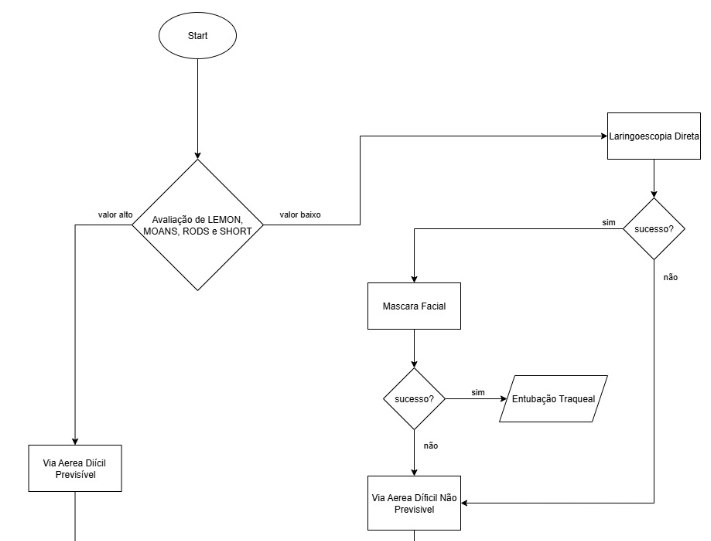 Start
Laringoescopia Direta
valor alto
Avaliação de LEMON,
MOANS, RODS e SHORT
valor baixo
sim
sucesso?
não
Mascara Facial
sucesso?
sim
Entubação Traqueal
não
Via Aerea Diícil
Previsível
Via Aerea Díficil Não
Previsivel